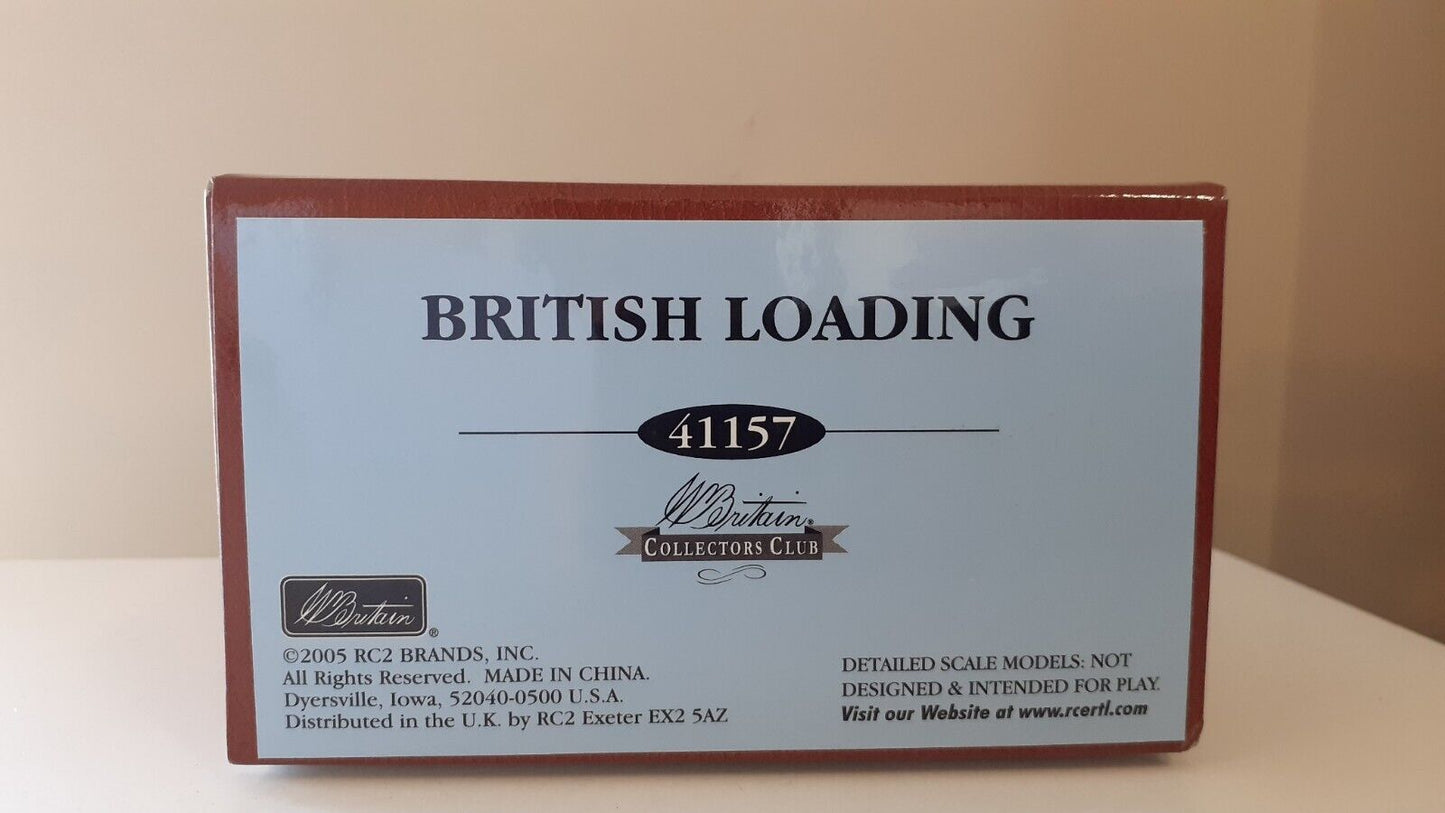 BRITISH LOADING
41157
WBritain®
COLLECTORS CLUB
WBritain®
©2005 RC2 BRANDS, INC.
All Rights Reserved. MADE IN CHINA.
Dyersville, Iowa, 52040-0500 U.S.A.
Distributed in the U.K. by RC2 Exeter EX2 5AZ
DETAILED SCALE MODELS: NOT
DESIGNED & INTENDED FOR PLAY.
Visit our Website at www.rcertl.com